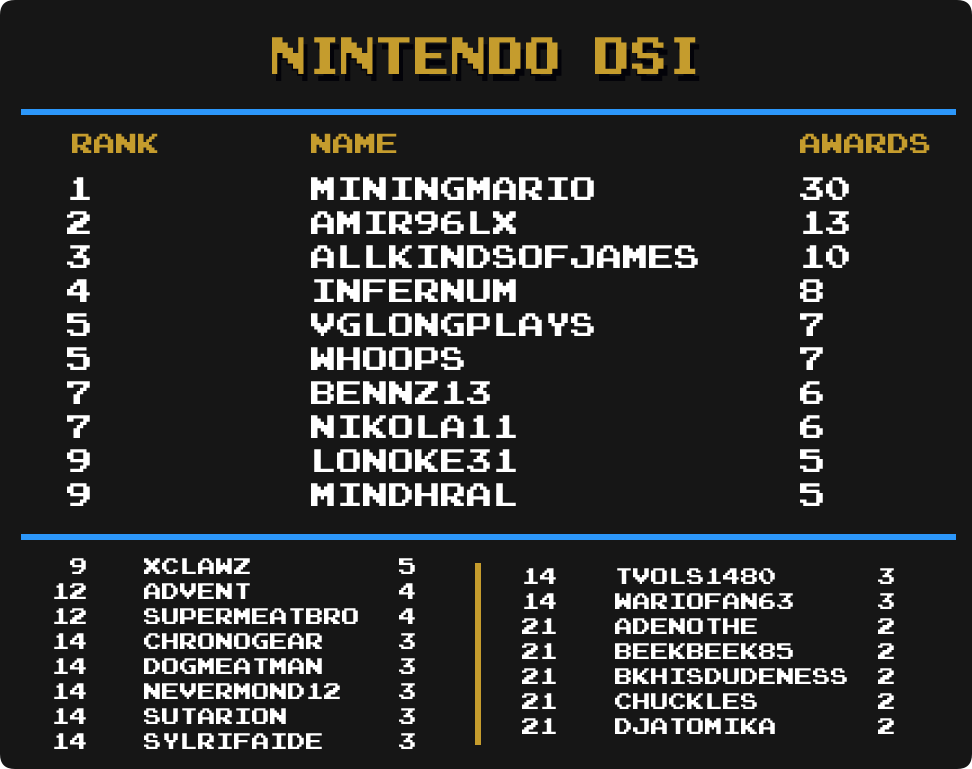 NINTENDO DSI
RANK NAME AWARDS
1 MININGMARIO 30
2 AMIR96LX 13
3 ALLKINDSOFJAMES 10
4 INFERNUM 8
5 VGLONGPLAYS 7
5 WHOOPS 7
7 BENNZ13 6
7 NIKOLA11 6
9 LONOKE31 5
9 MINDHRAL 5
9 XCLAWZ 5
12 ADVENT 4
12 SUPERMEATBRO 4
14 CHRONOGEAR 3
14 DOGMEATMAN 3
14 NEVERMOND12 3
14 SUTARION 3
14 SYLRIFAIDE 3
14 TVOLS1480 3
14 WARIOFAN63 3
21 ADENOTHE 2
21 BEEKBEEK85 2
21 BKHISDUDENESS 2
21 CHUCKLES 2
21 DJATOMIKA 2